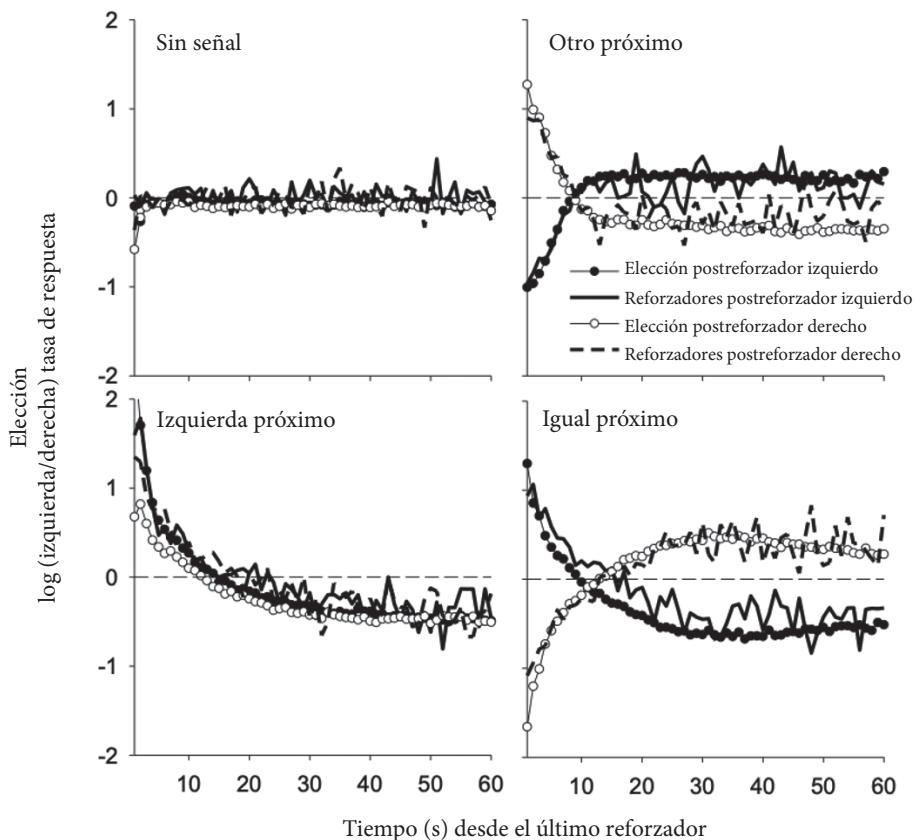 Sin señal
Otro próximo
2
1
0
-1
-2
Elección postreforzador izquierdo
Reforzadores postreforzador izquierdo
Elección postreforzador derecho
Reforzadores postreforzador derecho
Elección
log (izquierda/derecha) tasa de respuesta
Izquierda próximo
Igual próximo
2
1
0
-1
-2
10 20 30 40 50 60
10 20 30 40 50 60
Tiempo (s) desde el último reforzador